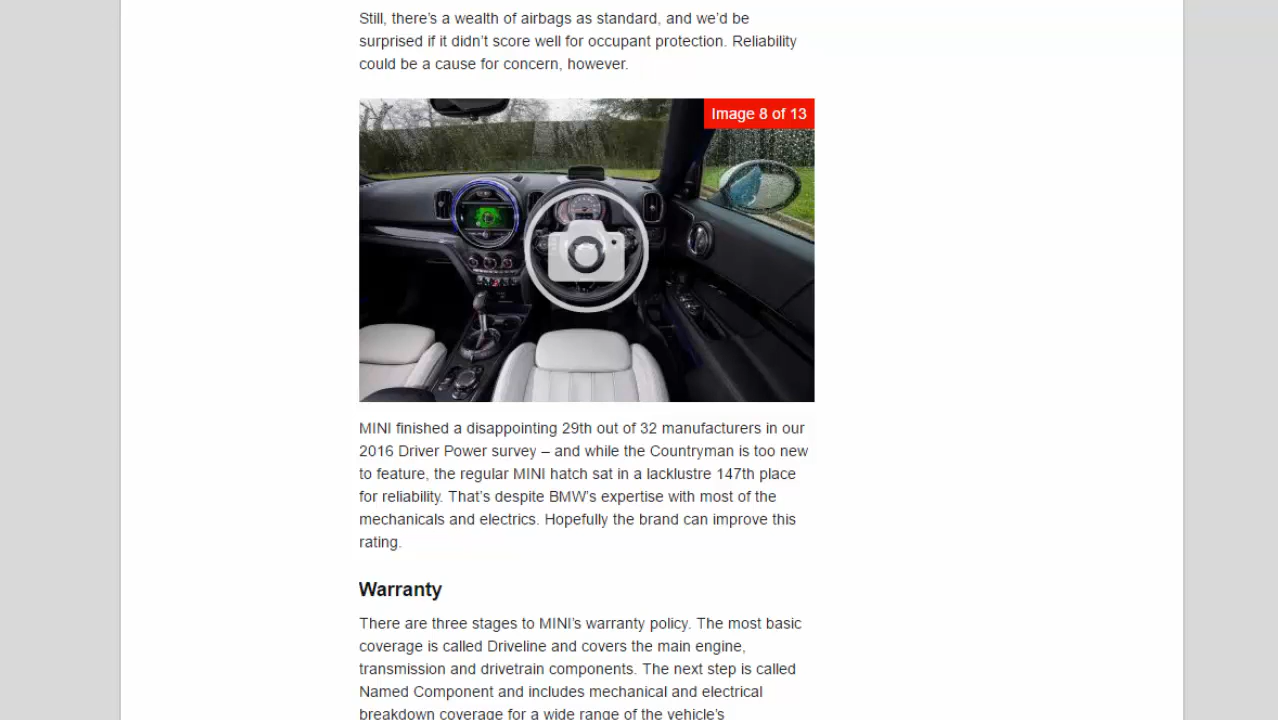 Still, there’s a wealth of airbags as standard, and we’d be
surprised if it didn’t score well for occupant protection. Reliability
could be a cause for concern, however.
Image 8 of 13
MINI finished a disappointing 29th out of 32 manufacturers in our
2016 Driver Power survey – and while the Countryman is too new
to feature, the regular MINI hatch sat in a lacklustre 147th place
for reliability. That’s despite BMW’s expertise with most of the
mechanicals and electrics. Hopefully the brand can improve this
rating.
Warranty
There are three stages to MINI’s warranty policy. The most basic
coverage is called Driveline and covers the main engine,
transmission and drivetrain components. The next step is called
Named Component and includes mechanical and electrical
breakdown coverage for a wide range of the vehicle’s